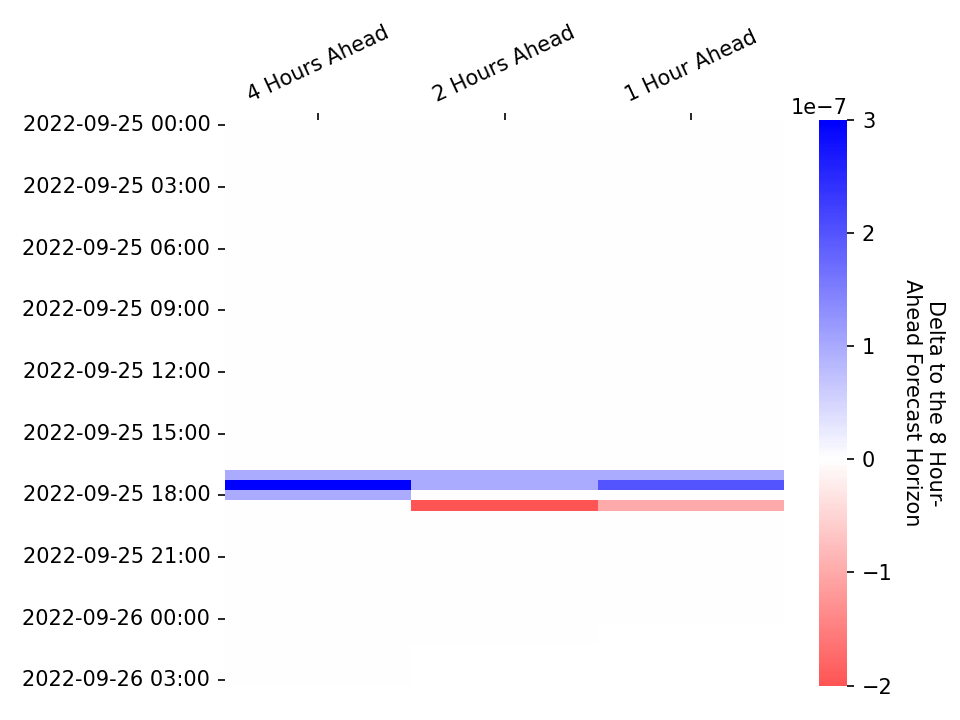 4 Hours Ahead
2 Hours Ahead
1 Hour Ahead
1e−7
2022-09-25 00:00
2022-09-25 03:00
2022-09-25 06:00
2022-09-25 09:00
2022-09-25 12:00
2022-09-25 15:00
2022-09-25 18:00
2022-09-25 21:00
2022-09-26 00:00
2022-09-26 03:00
3
2
1
0
−1
−2
Delta to the 8 Hour-
Ahead Forecast Horizon